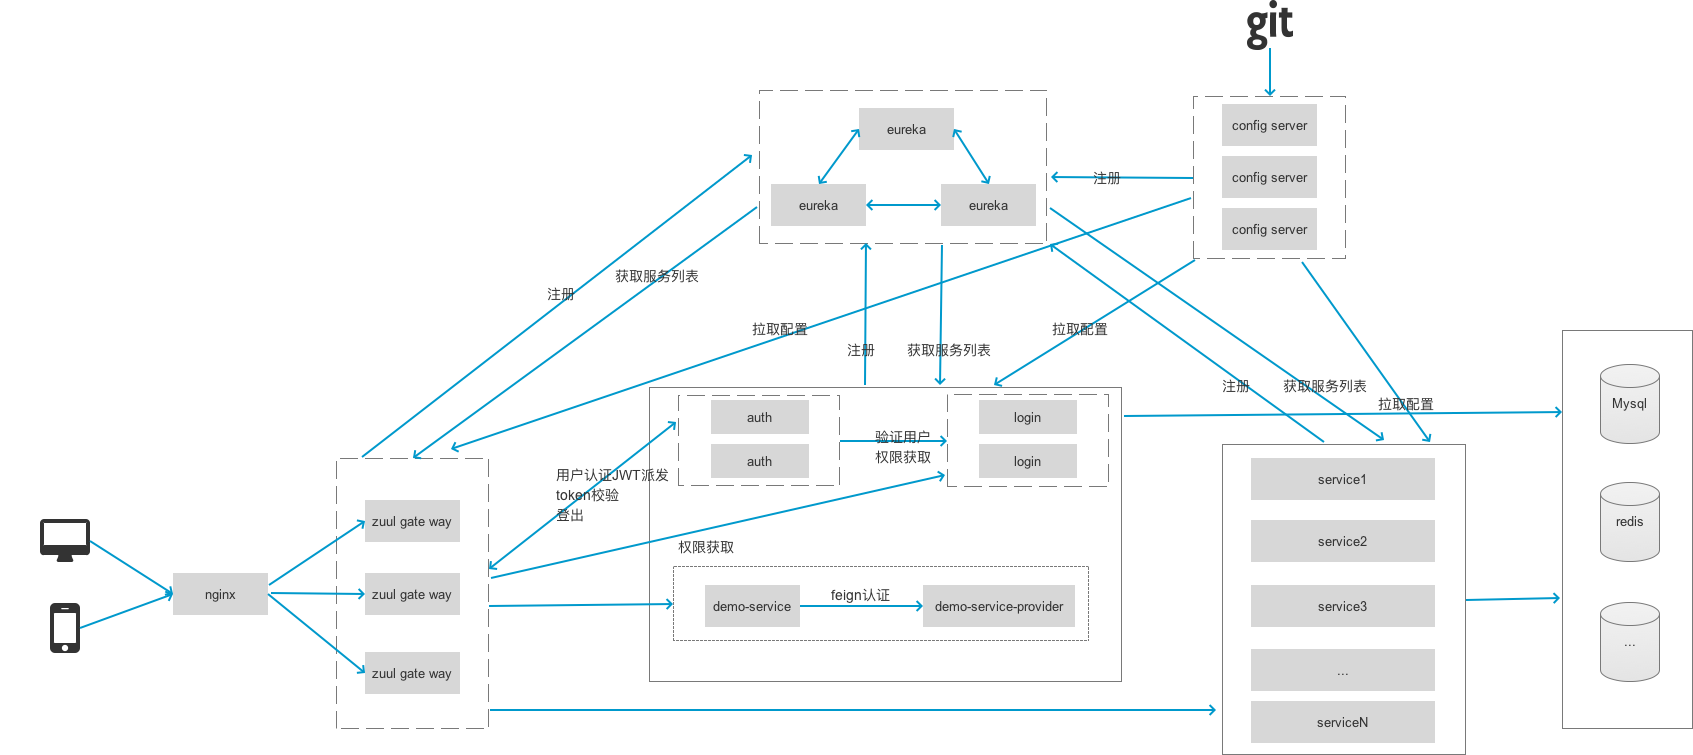 git
eureka
eureka
eureka
config server
config server
config server
注册
获取服务列表
注册
拉取配置
拉取配置
注册
获取服务列表
注册
获取服务列表
拉取配置
auth
auth
login
login
验证用户
权限获取
用户认证JWT派发
token校验
登出
权限获取
zuul gate way
zuul gate way
zuul gate way
nginx
demo-service
feign认证
demo-service-provider
service1
service2
service3
...
serviceN
Mysql
redis
...